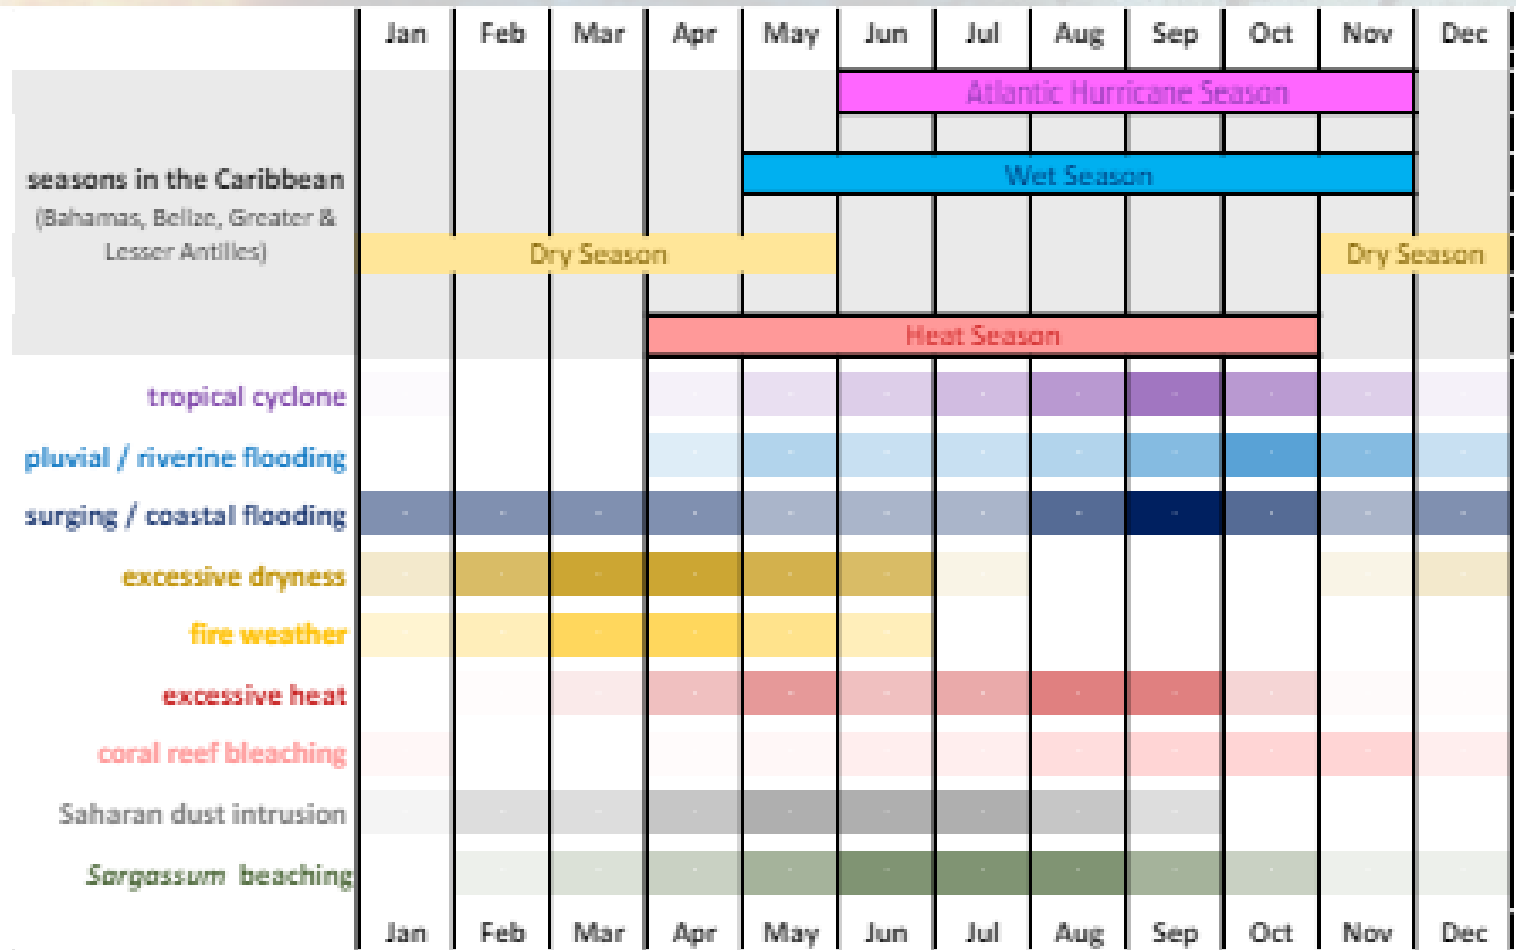 Jan Feb Mar Apr May Jun Jul Aug Sep Oct Nov Dec
Atlantic Hurricane Season
seasons in the Caribbean
(Bahamas, Belize, Greater &
Lesser Antilles)
Wet Season
Dry Season Dry Season
Heat Season
tropical cyclone
pluvial / riverine flooding
surging / coastal flooding
excessive dryness
fire weather
excessive heat
coral reef bleaching
Saharan dust intrusion
Sargassum beaching
Jan Feb Mar Apr May Jun Jul Aug Sep Oct Nov Dec